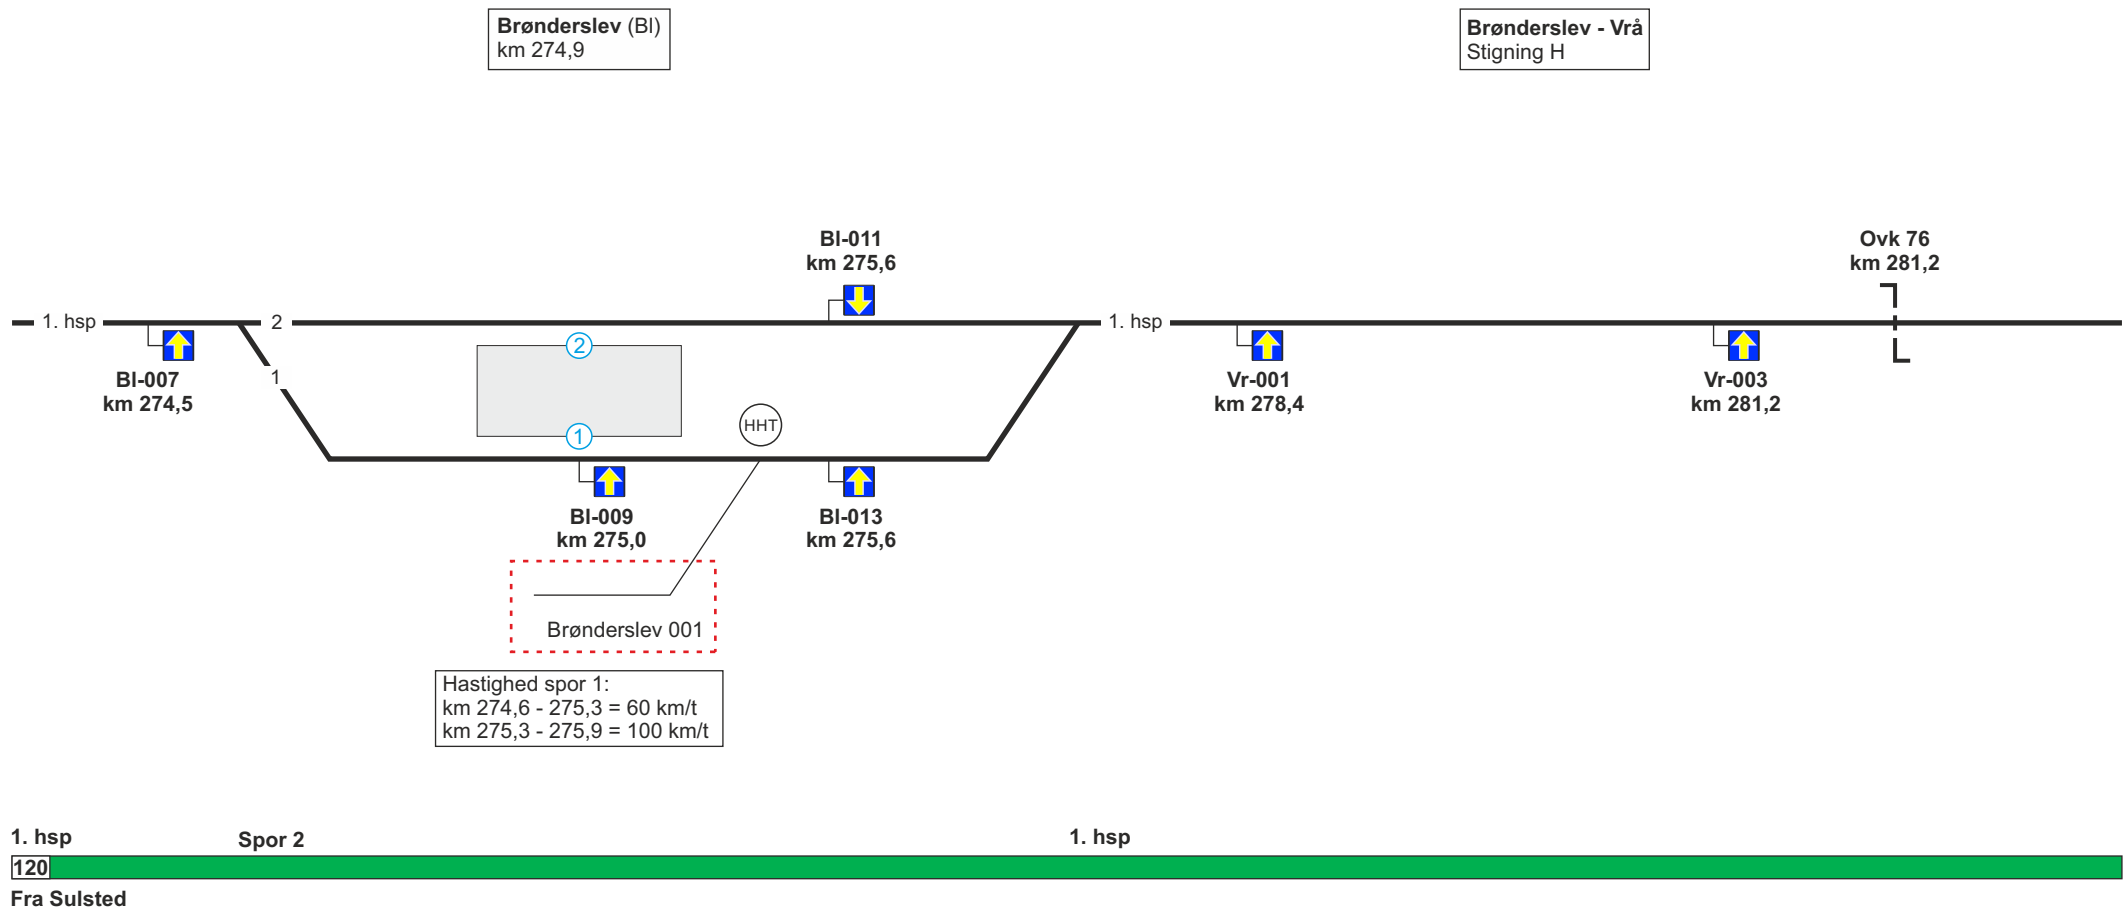 Brønderslev (Bl)
km 274,9
Brønderslev - Vrå
Stigning H
Bl-011
km 275,6
Ovk 76
km 281,2
1. hsp
2
1. hsp
2
1
Bl-007
km 274,5
Vr-001
km 278,4
Vr-003
km 281,2
HHT
1
Bl-009
km 275,0
Bl-013
km 275,6
Brønderslev 001
Hastighed spor 1:
km 274,6 - 275,3 = 60 km/t
km 275,3 - 275,9 = 100 km/t
1. hsp
Spor 2
1. hsp
120
Fra Sulsted